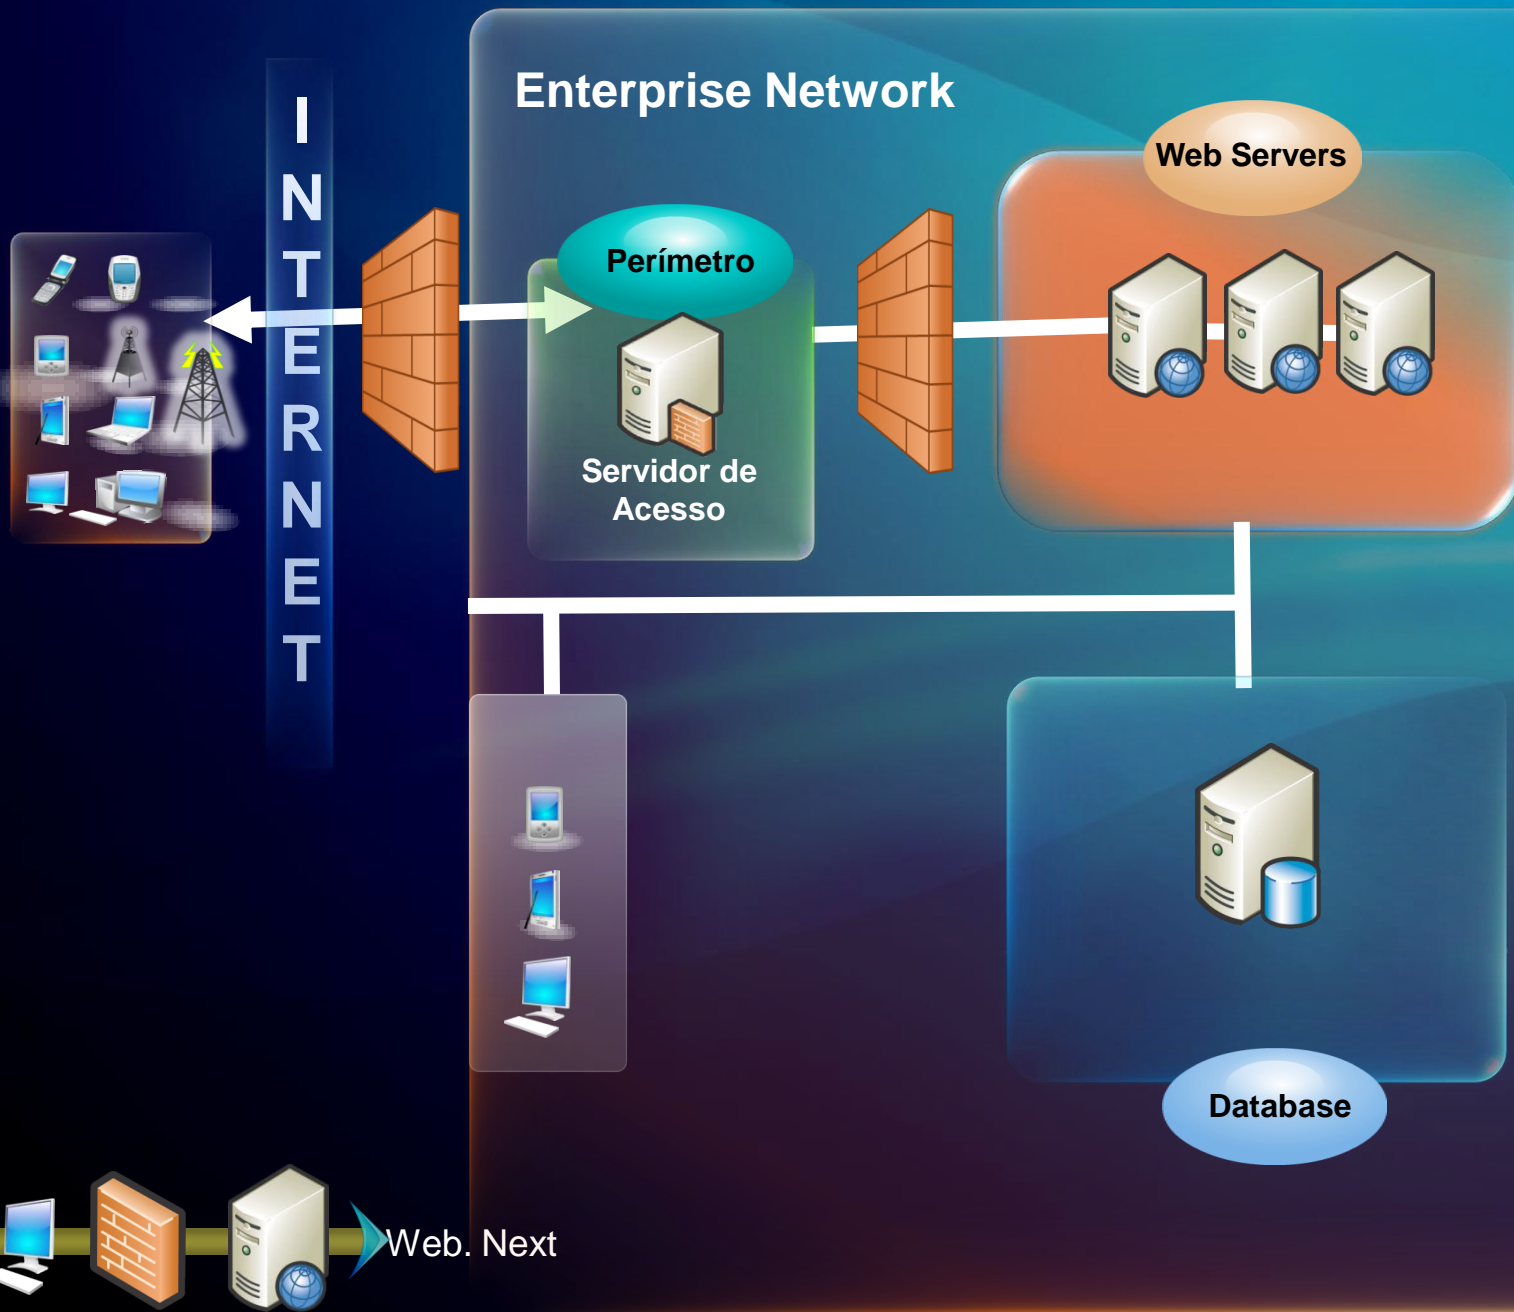 Enterprise Network
INTERNET
Web Servers
Perímetro
Servidor de
Acesso
Database
Web. Next